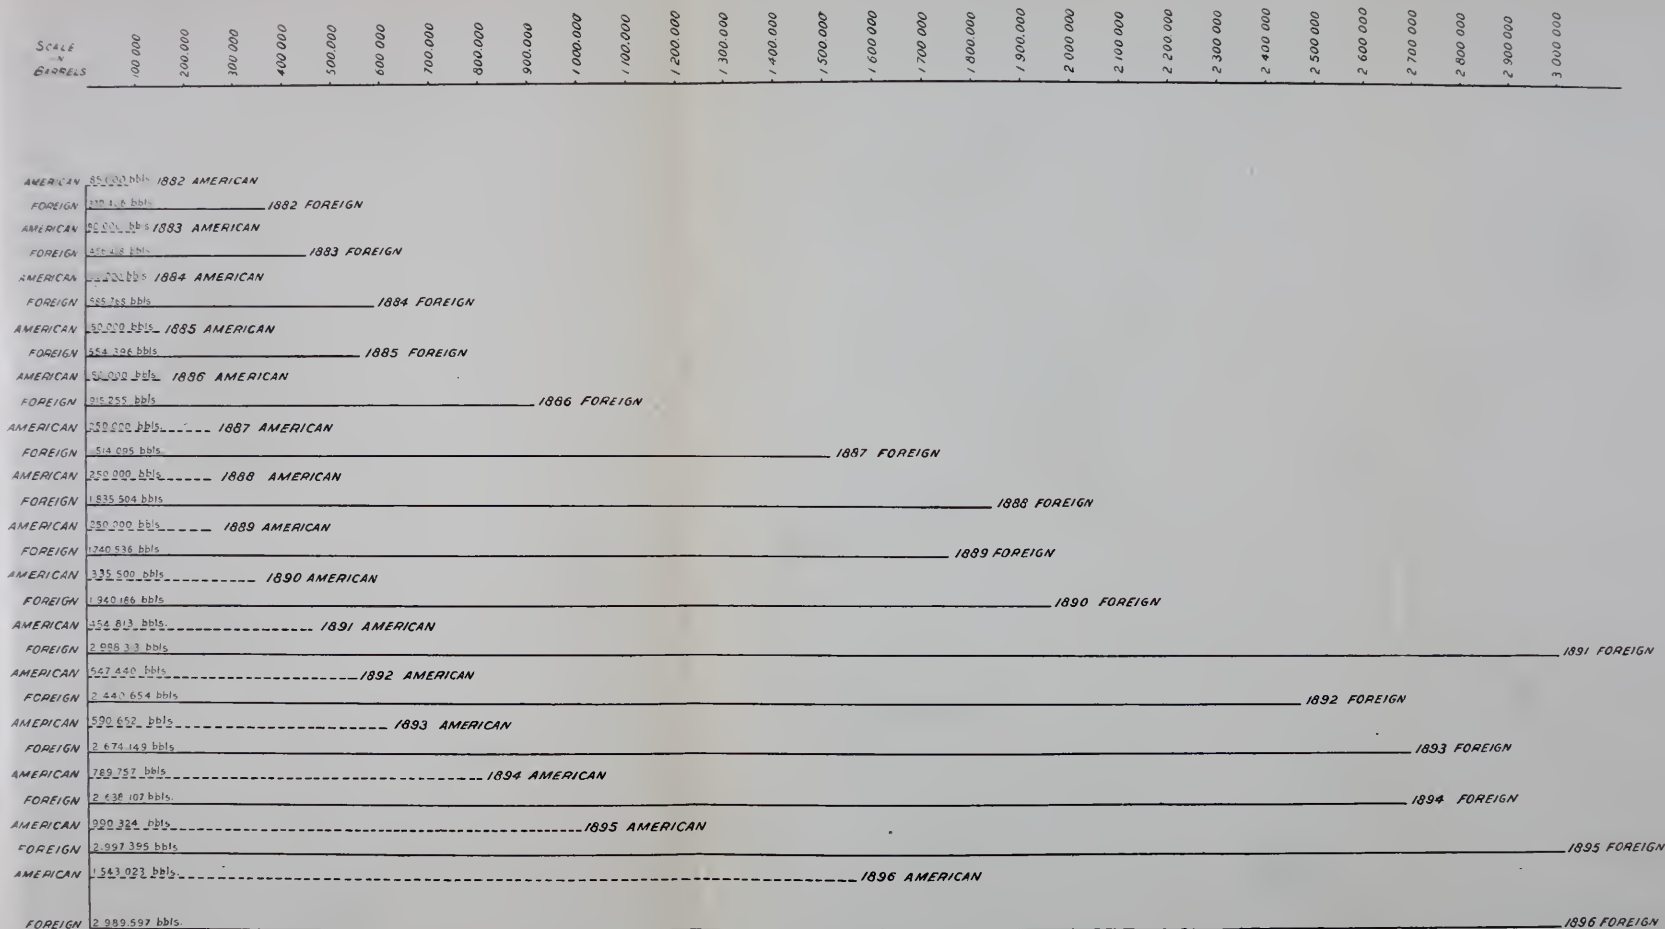 SCALE
IN
BARRELS
100 000 200.000 300 000 400 000 500.000 600 000 700.000 800.000 900.000 1 000.000 1 100.000 1 200.000 1 300 000 1 400 000 1 500.000 1 600 000 1 700 000 1 800 000 1 900.000 2 000 000 2 100 000 2 200.000 2 300 000 2 400 000 2 500 000 2 600 000 2 700 000 2 800 000 2 900 000 3 000 000
AMERICAN bbls 1882 AMERICAN
FOREIGN bbls 1882 FOREIGN
AMERICAN bbls 1883 AMERICAN
FOREIGN bbls 1883 FOREIGN
AMERICAN bbls 1884 AMERICAN
FOREIGN bbls 1884 FOREIGN
AMERICAN bbls 1885 AMERICAN
FOREIGN 554.396 bbls 1885 FOREIGN
AMERICAN bbls 1886 AMERICAN
FOREIGN 915.255 bbls 1886 FOREIGN
AMERICAN 250.000 bbls. 1887 AMERICAN
FOREIGN bbls 1887 FOREIGN
AMERICAN 250.000 bbls 1888 AMERICAN
FOREIGN 1 835 504 bbls 1888 FOREIGN
AMERICAN 250.000 bbls 1889 AMERICAN
FOREIGN 1740 536 bbls 1889 FOREIGN
AMERICAN 335 500 bbls 1890 AMERICAN
FOREIGN 1 940 186 bbls 1890 FOREIGN
AMERICAN 454 813 bbls. 1891 AMERICAN
FOREIGN bbls 1891 FOREIGN
AMERICAN 547 440 bbls 1892 AMERICAN
FOREIGN 2 440 654 bbls 1892 FOREIGN
AMERICAN 590 652 bbls 1893 AMERICAN
FOREIGN 2 674 149 bbls 1893 FOREIGN
AMERICAN 789 757 bbls 1894 AMERICAN
FOREIGN 2 638 107 bbls. 1894 FOREIGN
AMERICAN 990 324 bbls 1895 AMERICAN
FOREIGN 2.997 395 bbls 1895 FOREIGN
AMERICAN 1 543 023 bbls. 1896 AMERICAN
FOREIGN 2 989.597 bbls. 1896 FOREIGN